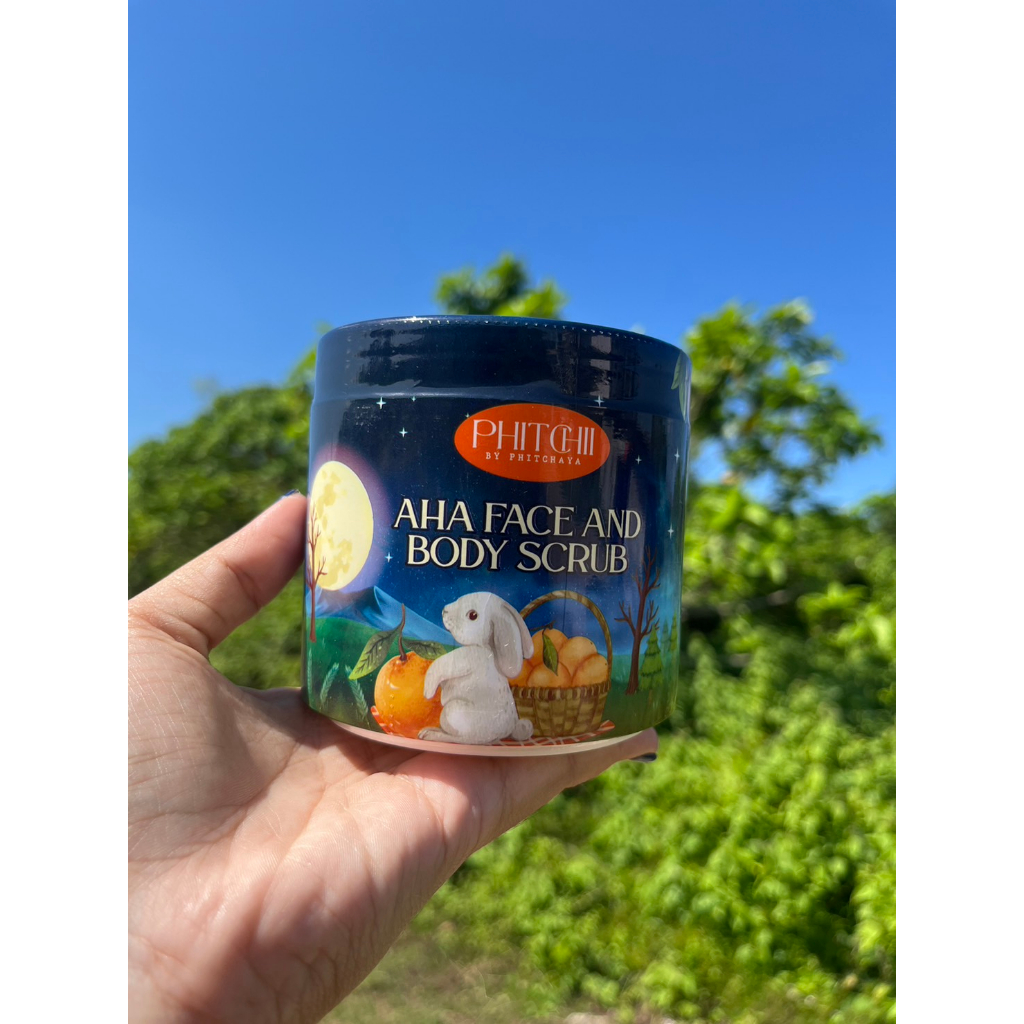 PHITCHII
BY PHITCHAYA
AHA FACE AND
BODY SCRUB